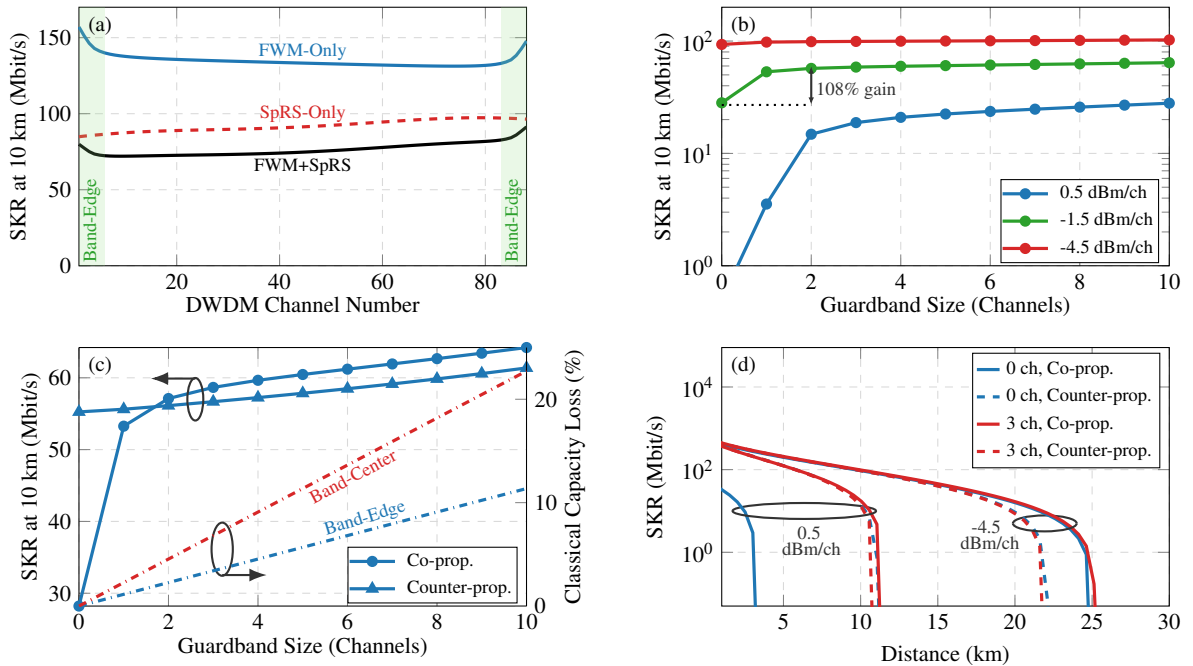 (a)
FWM-Only
SpRS-Only
FWM+SpRS
Band-Edge
Band-Edge
0
50
100
150
20
40
60
80
SKR at 10 km (Mbit/s)
DWDM Channel Number
(b)
108% gain
0.5 dBm/ch
-1.5 dBm/ch
-4.5 dBm/ch
10⁰
10¹
10²
0
2
4
6
8
10
SKR at 10 km (Mbit/s)
Guardband Size (Channels)
(c)
Band-Center
Band-Edge
Co-prop.
Counter-prop.
28
30
40
50
60
0
10
20
0
2
4
6
8
10
SKR at 10 km (Mbit/s)
Classical Capacity Loss (%)
Guardband Size (Channels)
(d)
0 ch, Co-prop.
0 ch, Counter-prop.
3 ch, Co-prop.
3 ch, Counter-prop.
0.5
dBm/ch
-4.5
dBm/ch
10⁰
10²
10⁴
5
10
15
20
25
30
SKR (Mbit/s)
Distance (km)